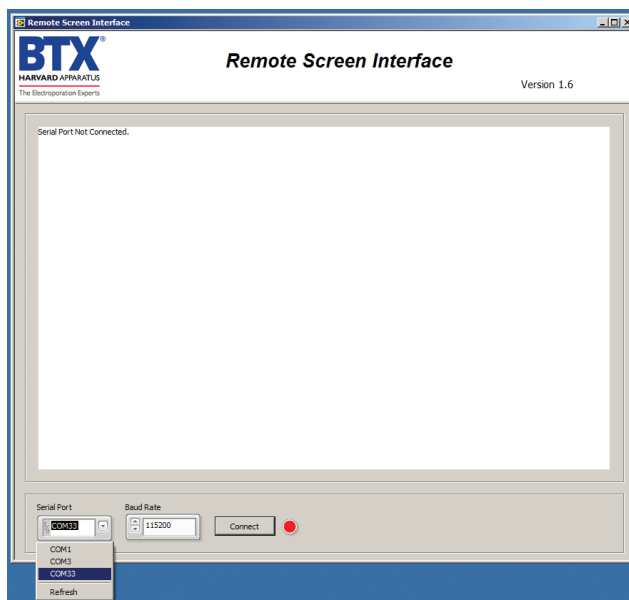 Remote Screen Interface
BTX®
HARVARD APPARATUS
The Electroporation Experts
Remote Screen Interface
Version 1.6
Serial Port Not Connected.
Serial Port
Baud Rate
COM33
115200
Connect
COM1
COM3
COM33
Refresh